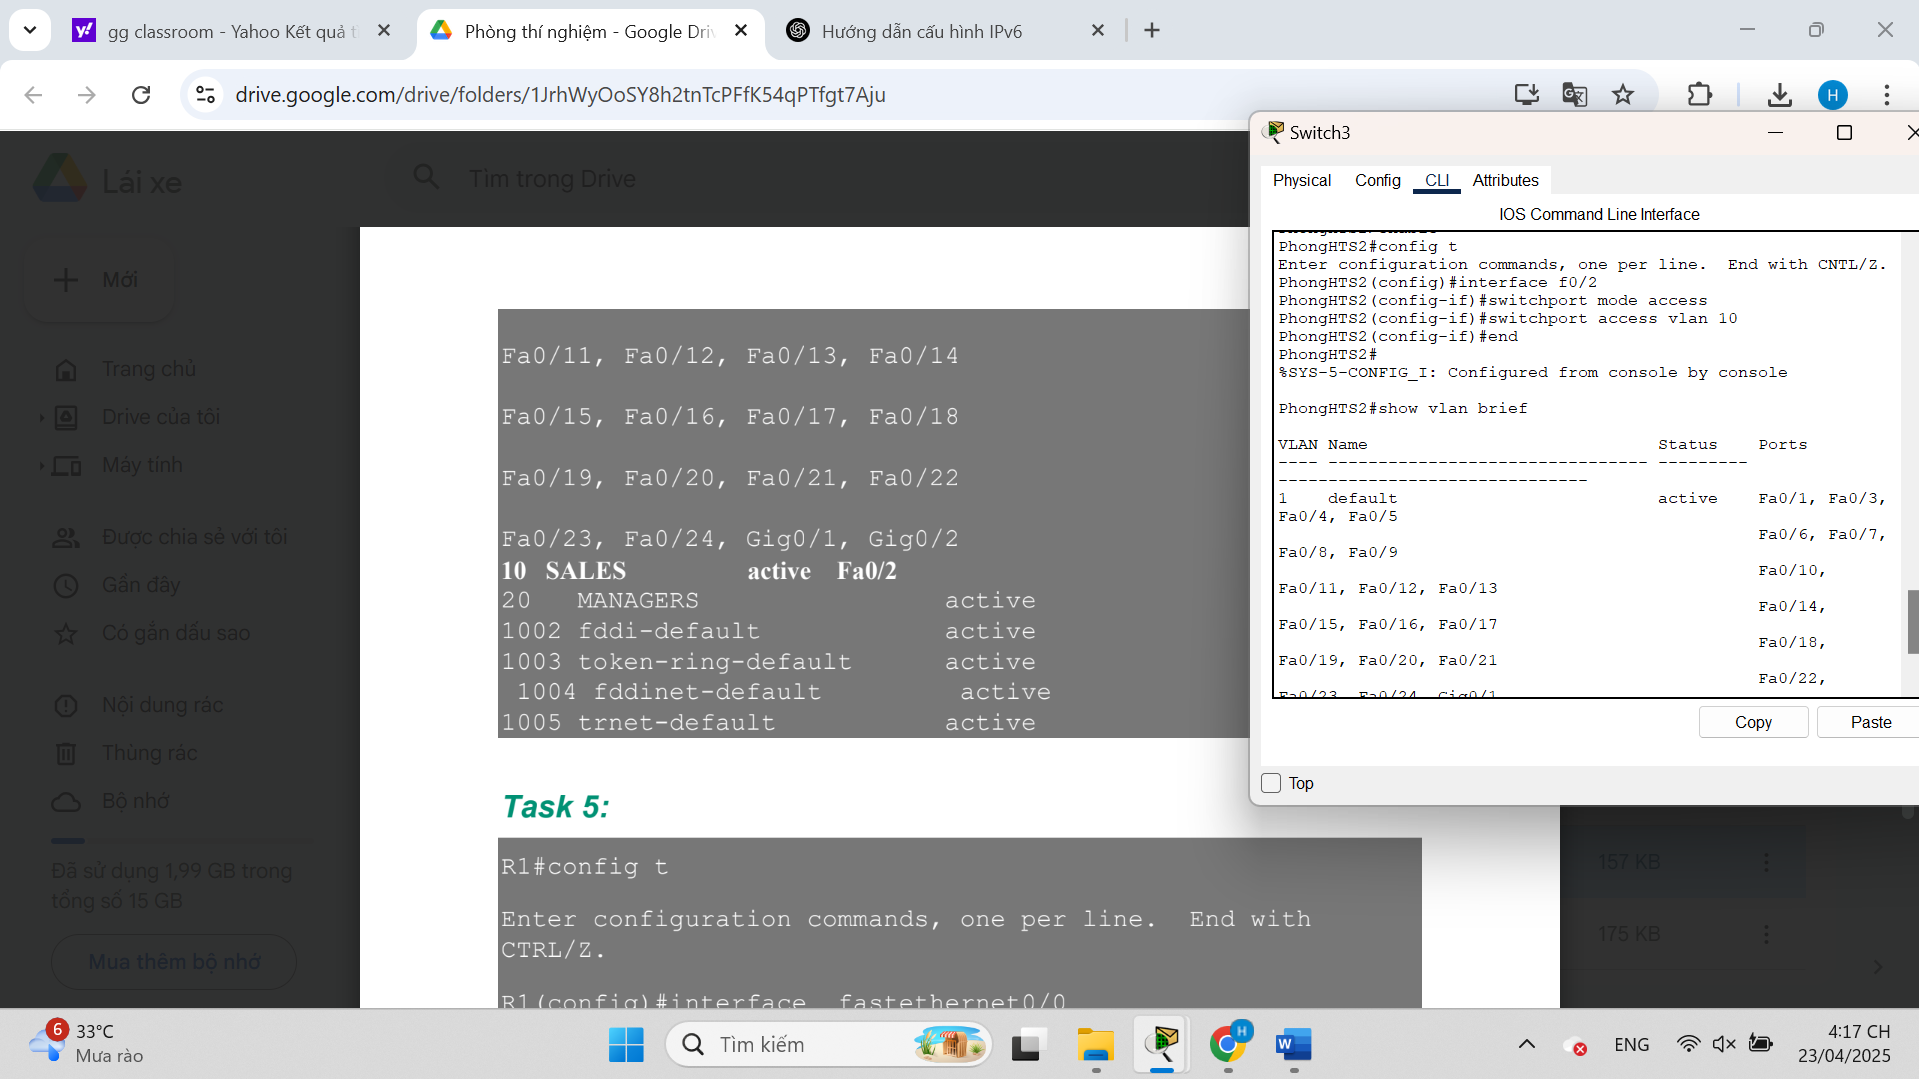 gg classroom - Yahoo Kết quả t
Phòng thí nghiệm - Google Driv
Hướng dẫn cấu hình IPv6
drive.google.com/drive/folders/1JrhWyOoSY8h2tnTcPFfK54qPTfgt7Aju
H
Lái xe
Tìm trong Drive
Mới
Trang chủ
Drive của tôi
Máy tính
Được chia sẻ với tôi
Gần đây
Có gắn dấu sao
Nội dung rác
Thùng rác
Bộ nhớ
Đã sử dụng 1,99 GB trong
tổng số 15 GB
Mua thêm bộ nhớ
Fa0/11, Fa0/12, Fa0/13, Fa0/14
Fa0/15, Fa0/16, Fa0/17, Fa0/18
Fa0/19, Fa0/20, Fa0/21, Fa0/22
Fa0/23, Fa0/24, Gig0/1, Gig0/2
10 SALES active Fa0/2
20 MANAGERS active
1002 fddi-default active
1003 token-ring-default active
1004 fddinet-default active
1005 trnet-default active
Task 5:
R1#config t
Enter configuration commands, one per line. End with
CTRL/Z.
R1(config)#interface fastethernet0/0
157 KB
175 KB
Switch3
Physical Config CLI Attributes
IOS Command Line Interface
PhongHTS2#config t
Enter configuration commands, one per line. End with CNTL/Z.
PhongHTS2(config)#interface f0/2
PhongHTS2(config-if)#switchport mode access
PhongHTS2(config-if)#switchport access vlan 10
PhongHTS2(config-if)#end
PhongHTS2#
%SYS-5-CONFIG_I: Configured from console by console
PhongHTS2#show vlan brief
VLAN Name Status Ports
---- -------------------------------- ---------
-------------------------------
1 default active Fa0/1, Fa0/3,
Fa0/4, Fa0/5
Fa0/6, Fa0/7,
Fa0/8, Fa0/9
Fa0/10,
Fa0/11, Fa0/12, Fa0/13
Fa0/14,
Fa0/15, Fa0/16, Fa0/17
Fa0/18,
Fa0/19, Fa0/20, Fa0/21
Fa0/22,
Fa0/23, Fa0/24, Gig0/1
Copy
Paste
Top
6
33°C
Mưa rào
Tìm kiếm
H
ENG
4:17 CH
23/04/2025